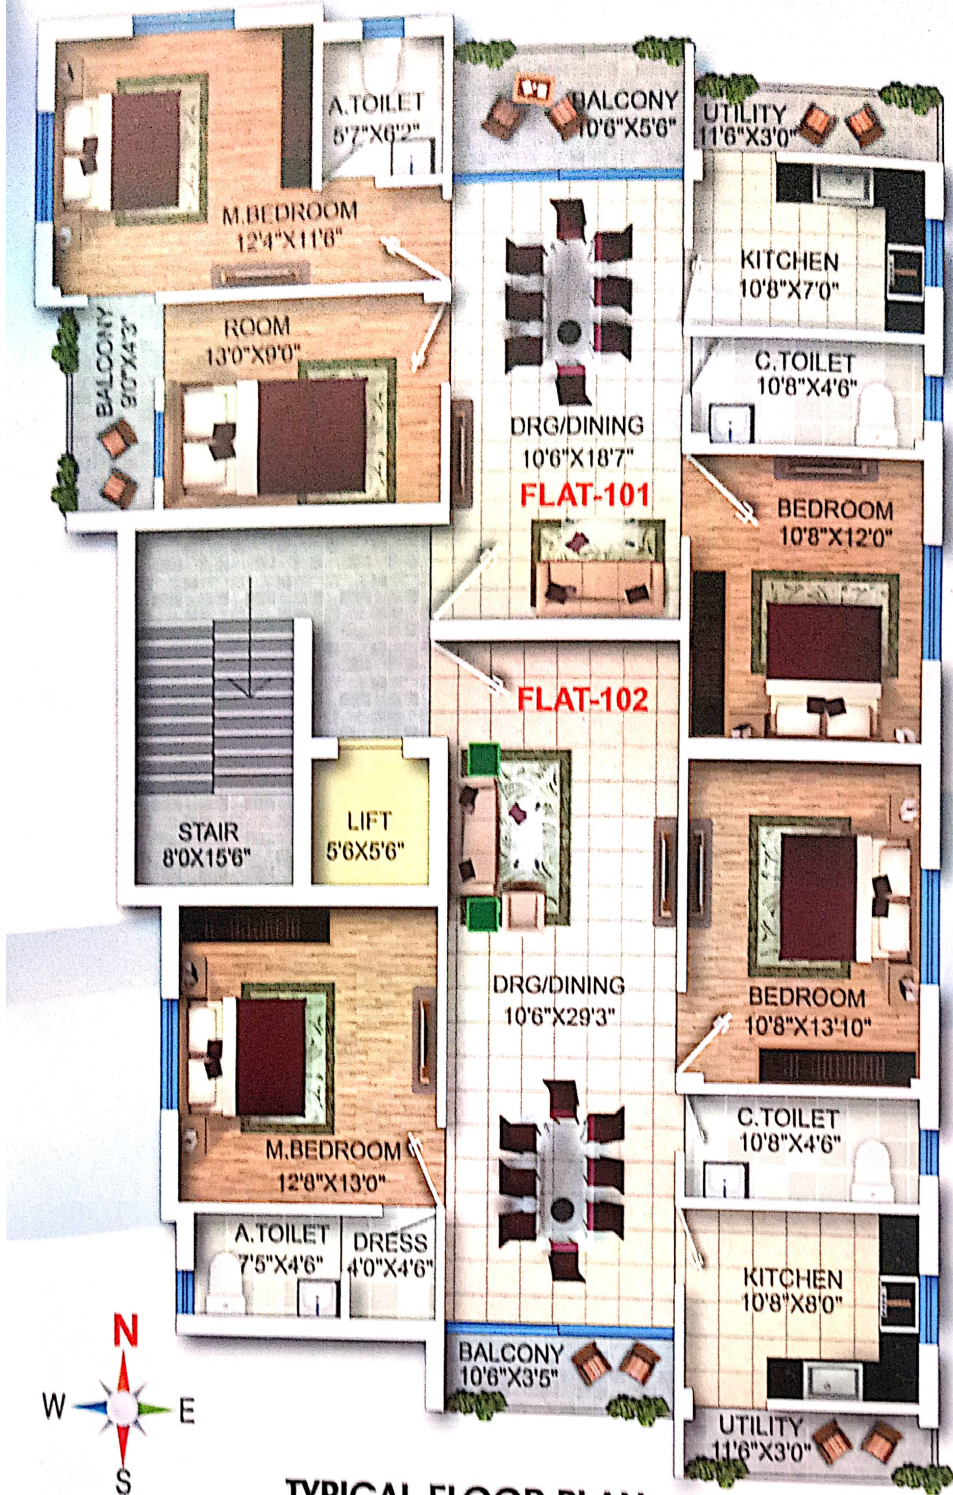 A.TOILET
5'7"X6'2"
BALCONY
10'6"X5'6"
UTILITY
11'6"X3'0"
M.BEDROOM
12'4"X11'6"
KITCHEN
10'8"X7'0"
BALCONY
9'0"X4'3"
ROOM
13'0"X9'0"
C.TOILET
10'8"X4'6"
DRG/DINING
10'6"X18'7"
FLAT-101
BEDROOM
10'8"X12'0"
FLAT-102
STAIR
8'0X15'6"
LIFT
5'6X5'6"
DRG/DINING
10'6"X29'3"
BEDROOM
10'8"X13'10"
M.BEDROOM
12'8"X13'0"
C.TOILET
10'8"X4'6"
A.TOILET
7'5"X4'6"
DRESS
4'0"X4'6"
KITCHEN
10'8"X8'0"
BALCONY
10'6"X3'5"
UTILITY
11'6"X3'0"
N
W
E
S
TYPICAL FLOOR PLAN